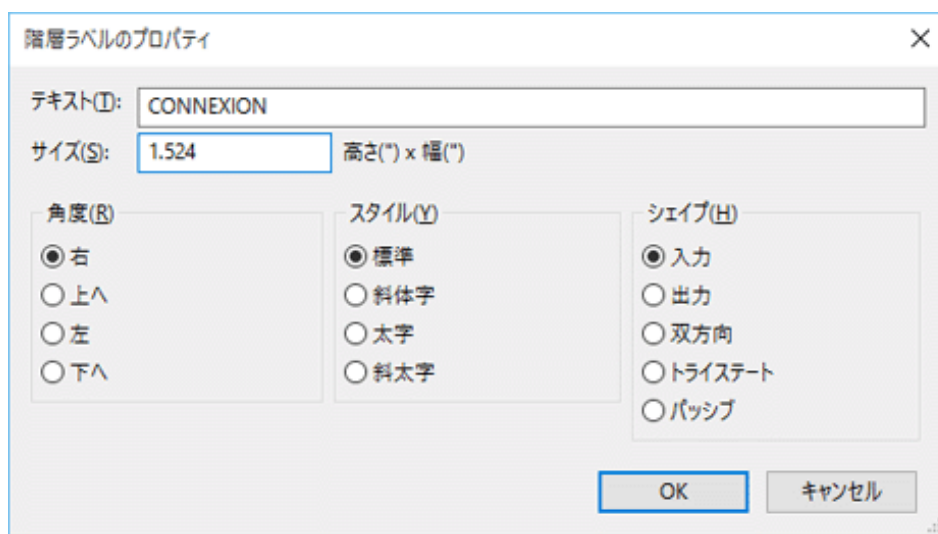 階層ラベルのプロパティ
テキスト(T): CONNEXION
サイズ(S): 1.524 高さ(") x 幅(")
角度(R)
右
上へ
左
下へ
スタイル(Y)
標準
斜体字
太字
斜太字
シェイプ(H)
入力
出力
双方向
トライステート
パッシブ
OK キャンセル